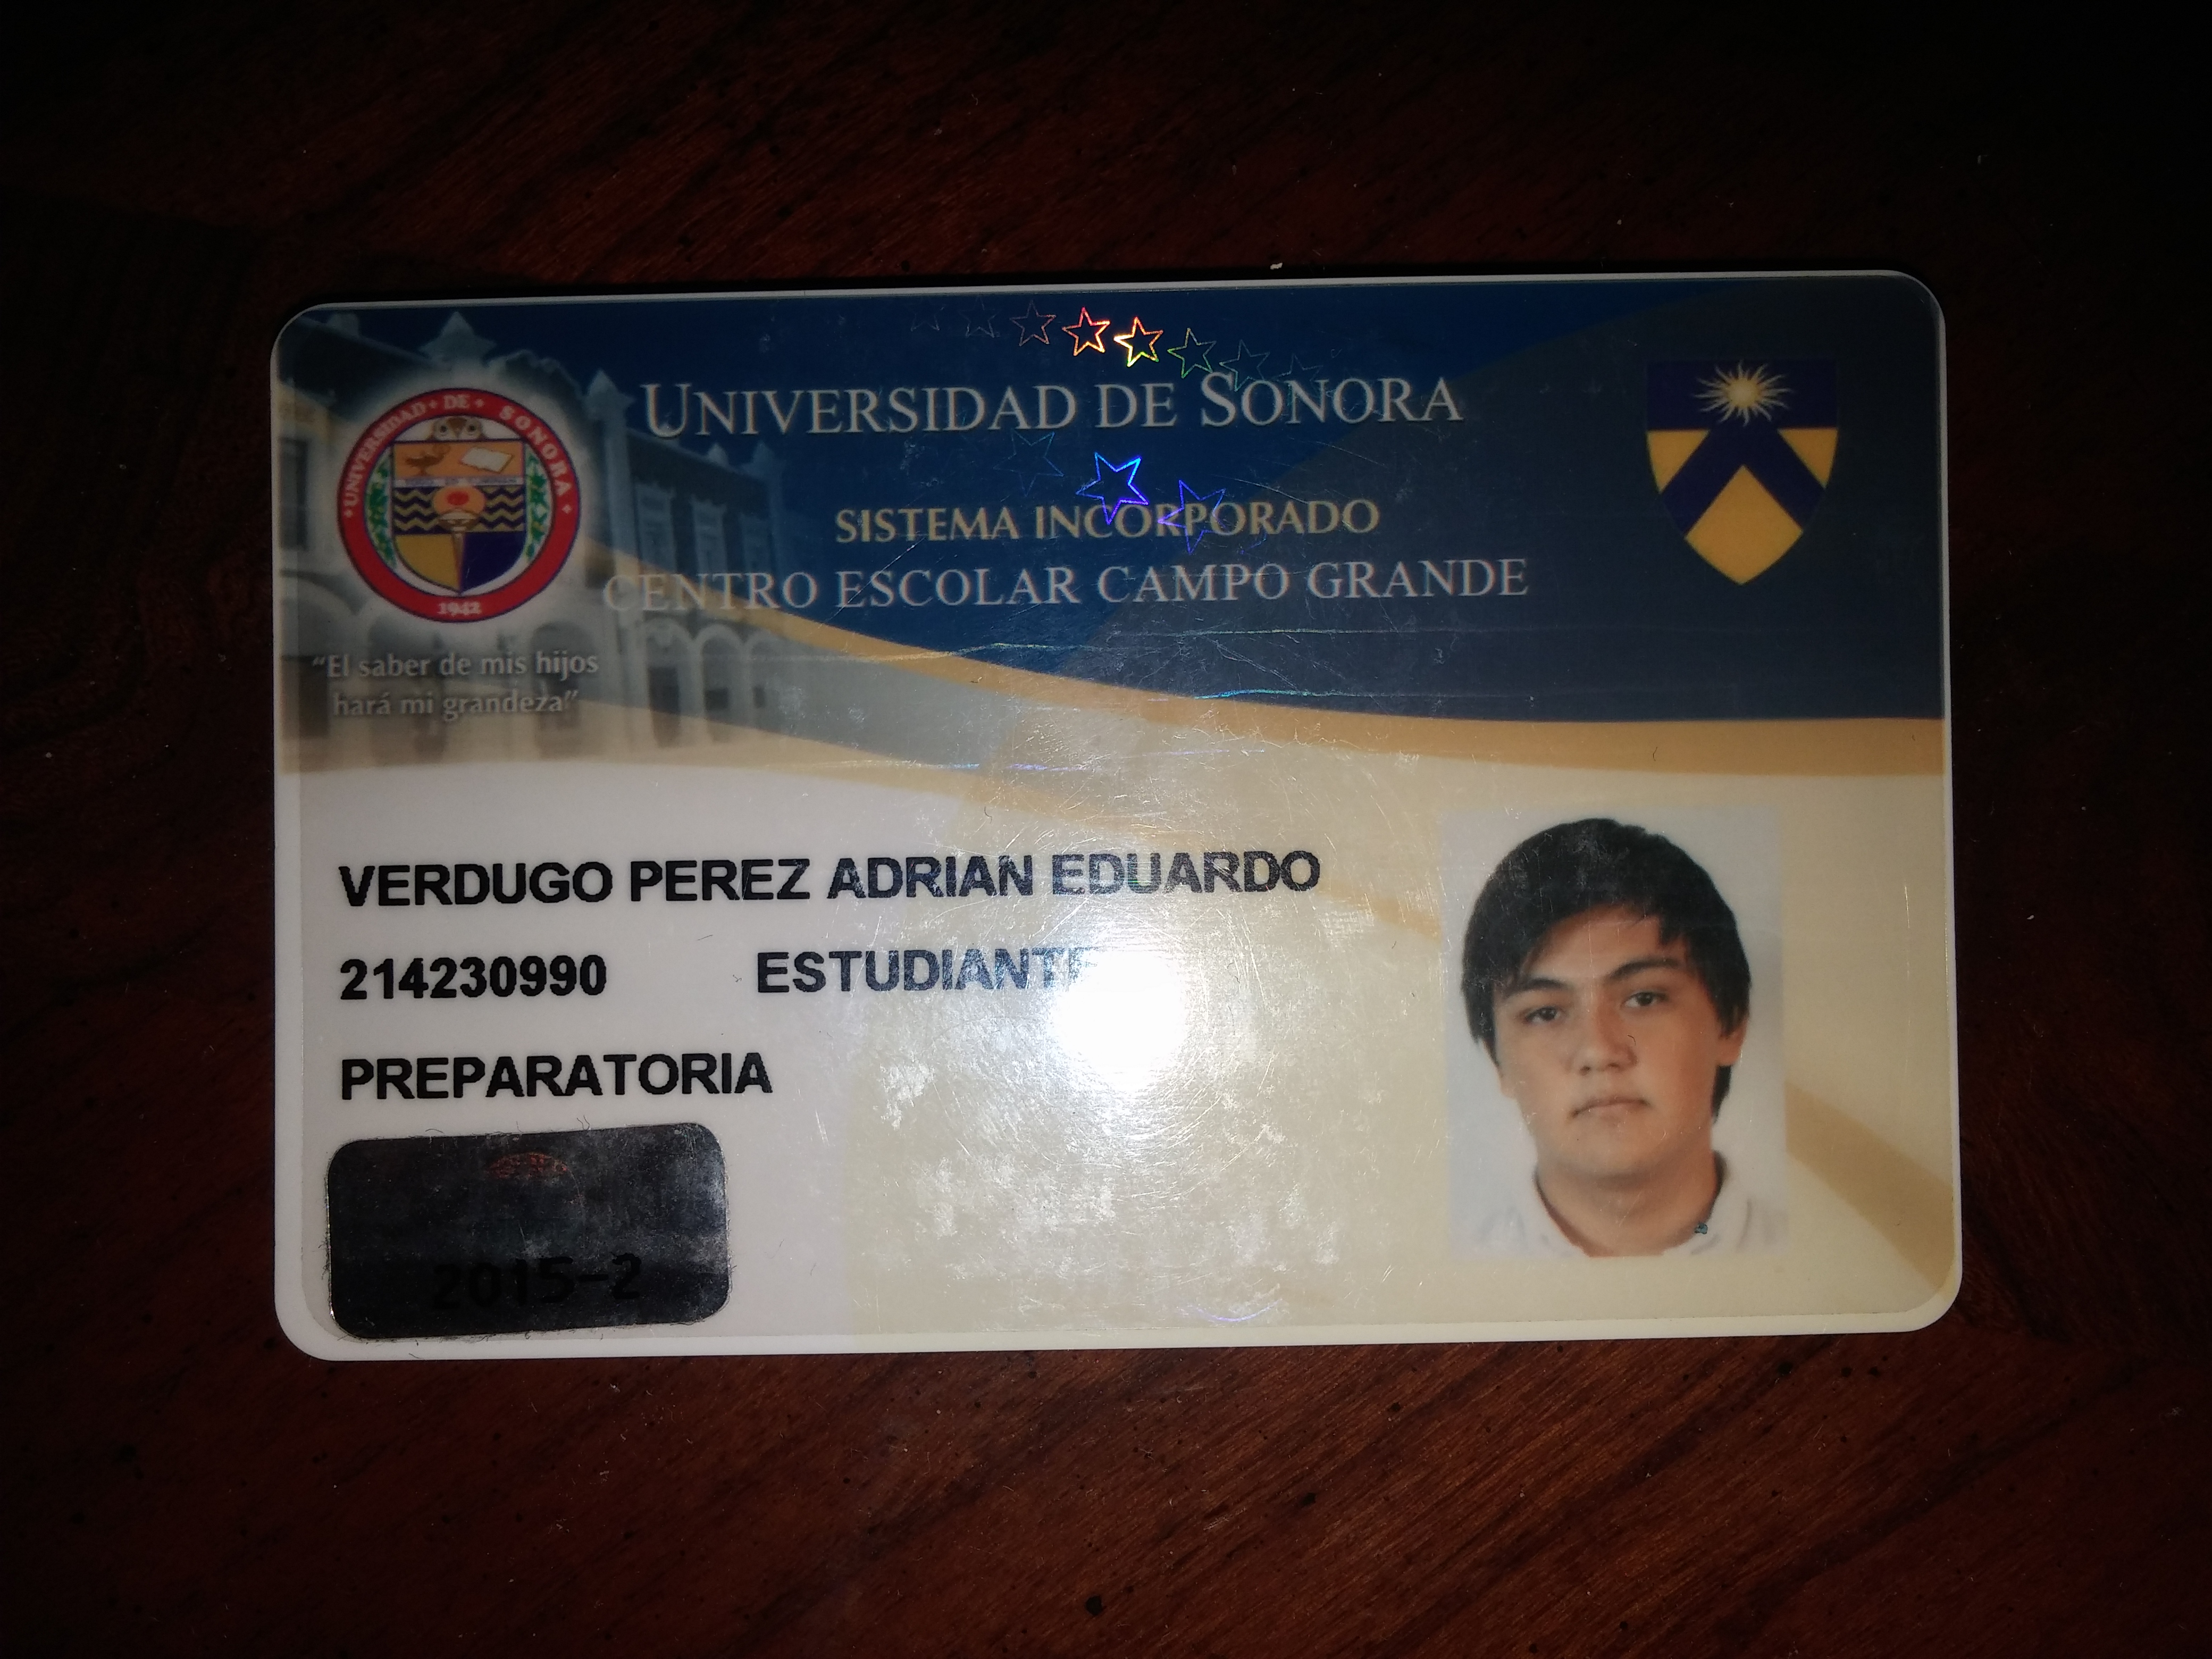 UNIVERSIDAD DE SONORA
SISTEMA INCORPORADO
CENTRO ESCOLAR CAMPO GRANDE
UNIVERSIDAD DE SONORA
1942
"El saber de mis hijos
hará mi grandeza"
VERDUGO PEREZ ADRIAN EDUARDO
214230990 ESTUDIANTE
PREPARATORIA
2015-2